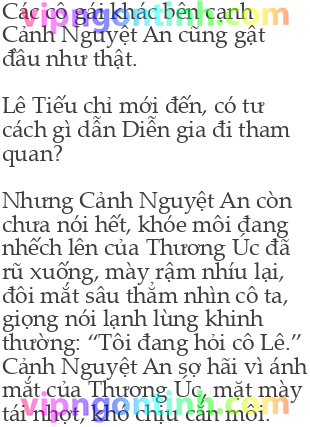 Các cô gái khác bên cạnh
vipngontinh.com
Cảnh Nguyệt An cũng gật
đầu như thật.
Lê Tiếu chỉ mới đến, có tư
cách gì dẫn Diễn gia đi tham
quan?
Nhưng Cảnh Nguyệt An còn
chưa nói hết, khóe môi đang
nhếch lên của Thương Úc đã
rũ xuống, mày rậm nhíu lại,
đôi mắt sâu thẳm nhìn cô ta,
giọng nói lạnh lùng khinh
thường: “Tôi đang hỏi cô Lê.”
Cảnh Nguyệt An sợ hãi vì ánh
mắt của Thương Úc, mặt mày
tái nhợt, khó chịu cắn môi.
vipngontinh.com